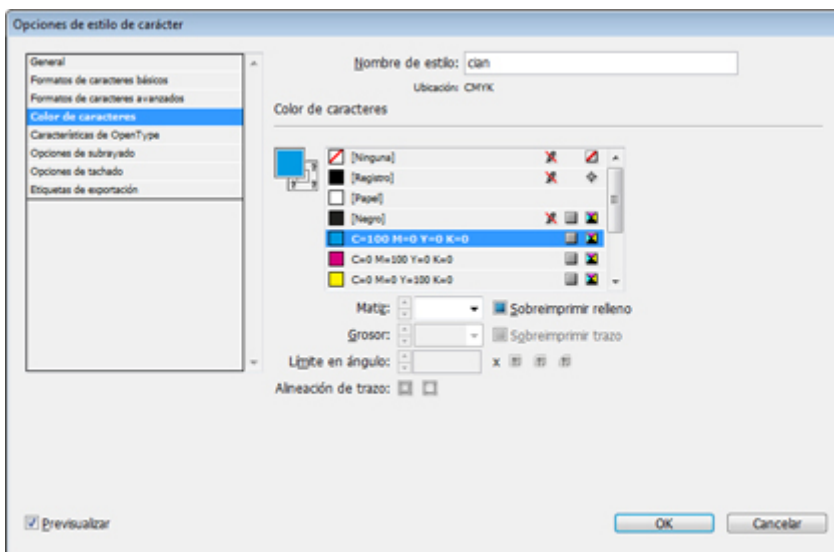 Opciones de estilo de carácter
General
Formatos de caracteres básicos
Formatos de caracteres avanzados
Color de caracteres
Características de OpenType
Opciones de subrayado
Opciones de tachado
Etiquetas de exportación
Nombre de estilo: cian
Ubicación: CMYK
Color de caracteres
[Ninguna]
[Registro]
[Papel]
[Negro]
C=100 M=0 Y=0 K=0
C=0 M=100 Y=0 K=0
C=0 M=0 Y=100 K=0
Matiz: Sobreimprimir relleno
Grosor: Sobreimprimir trazo
Límite en ángulo: x
Alineación de trazo:
Previsualizar OK Cancelar